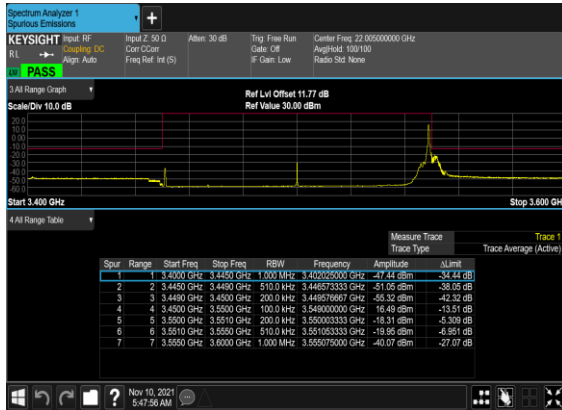 Spectrum Analyzer 1
Spurious Emissions
+
KEYSIGHT Input: RF Input Z: 50 Ω Atten: 30 dB Trig: Free Run Center Freq: 22.005000000 GHz
RL Coupling: DC Corr CCorr Gate: Off Avg|Hold: 100/100
Align: Auto Freq Ref: Int (S) IF Gain: Low Radio Std: None
LU PASS
3 All Range Graph
Ref Lvl Offset 11.77 dB
Scale/Div 10.0 dB Ref Value 30.00 dBm
20.0
10.0
0.00
-10.0
-20.0
-30.0
-40.0
-50.0
-60.0
Start 3.400 GHz Stop 3.600 GH
4 All Range Table
Measure Trace Trace 1
Trace Type Trace Average (Active)
Spur Range Start Freq Stop Freq RBW Frequency Amplitude ΔLimit
1 1 3.4000 GHz 3.4450 GHz 1.000 MHz 3.402025000 GHz -47.44 dBm -34.44 dB
2 2 3.4450 GHz 3.4490 GHz 510.0 kHz 3.446573333 GHz -51.05 dBm -38.05 dB
3 3 3.4490 GHz 3.4500 GHz 200.0 kHz 3.449576667 GHz -55.32 dBm -42.32 dB
4 4 3.4500 GHz 3.5500 GHz 100.0 kHz 3.549000000 GHz 16.49 dBm -13.51 dB
5 5 3.5500 GHz 3.5510 GHz 200.0 kHz 3.550003333 GHz -18.31 dBm -5.309 dB
6 6 3.5510 GHz 3.5550 GHz 510.0 kHz 3.551053333 GHz -19.95 dBm -6.951 dB
7 7 3.5550 GHz 3.6000 GHz 1.000 MHz 3.555075000 GHz -40.07 dBm -27.07 dB
? Nov 10, 2021
5:47:56 AM